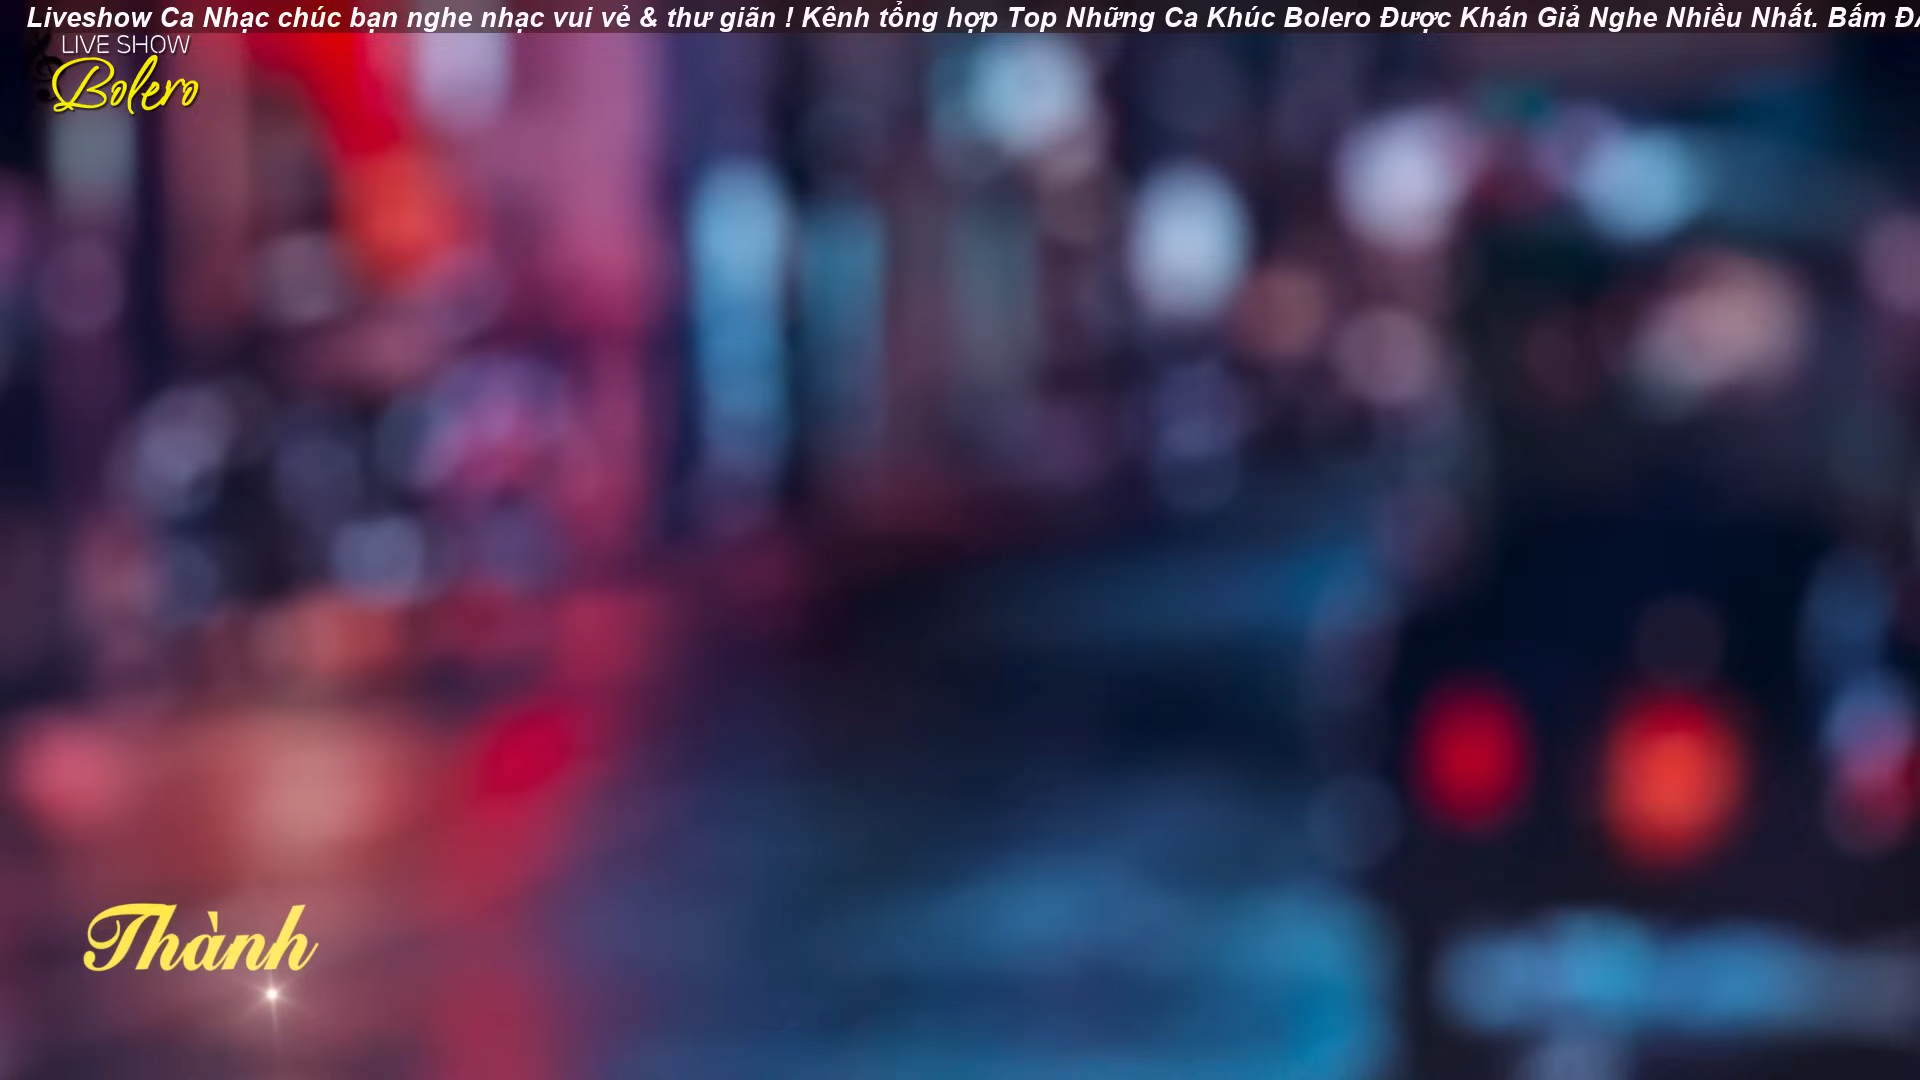 Liveshow Ca Nhạc chúc bạn nghe nhạc vui vẻ & thư giãn ! Kênh tổng hợp Top Những Ca Khúc Bolero Được Khán Giả Nghe Nhiều Nhất. Bấm ĐĂ
LIVE SHOW
Bolero
Thành